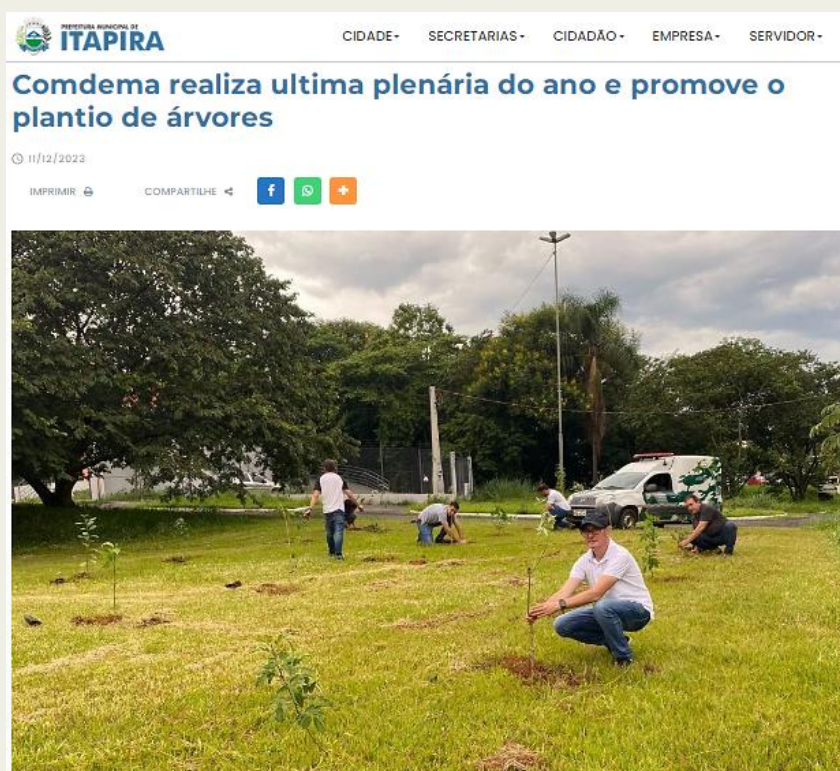 PREFEITURA MUNICIPAL DE
ITAPIRA
CIDADE
SECRETARIAS
CIDADÃO
EMPRESA
SERVIDOR
Comdema realiza ultima plenária do ano e promove o
plantio de árvores
11/12/2023
IMPRIMIR
COMPARTILHE